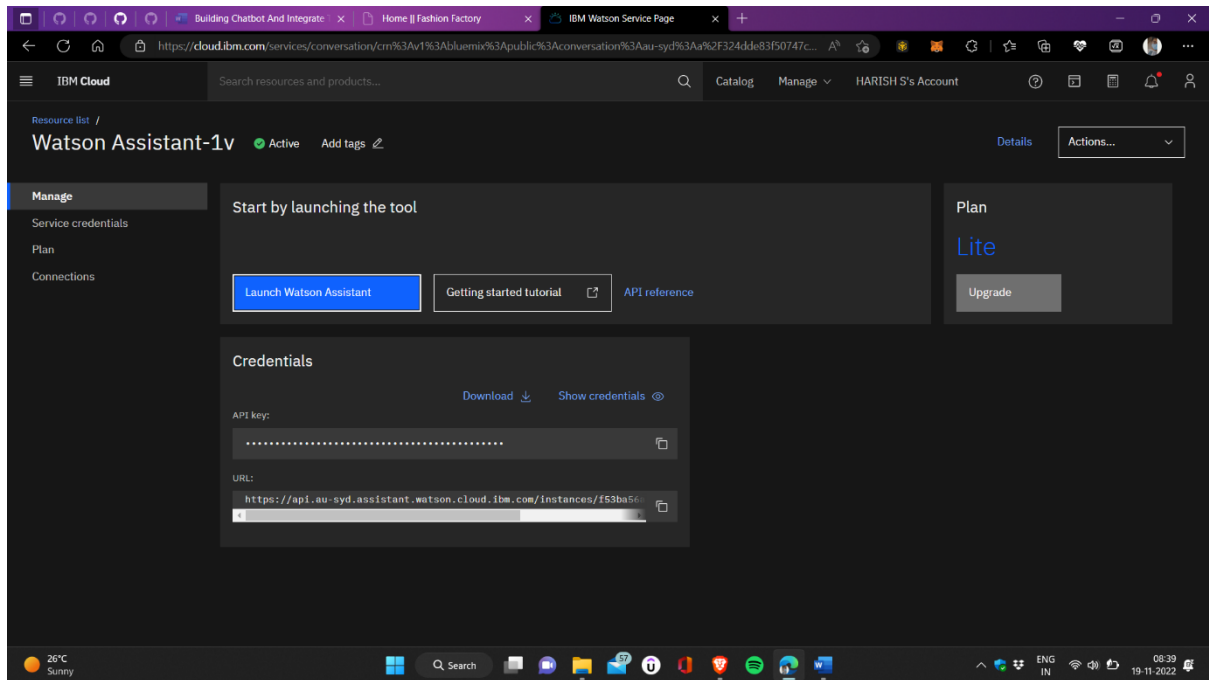 Building Chatbot And Integrate T
Home || Fashion Factory
IBM Watson Service Page
https://cloud.ibm.com/services/conversation/crn%3Av1%3Abluemix%3Apublic%3Aconversation%3Aau-syd%3Aa%2F324dde83f50747c...
IBM Cloud
Search resources and products...
Catalog
Manage
HARISH S's Account
Resource list /
Watson Assistant-1v
Active
Add tags
Details
Actions...
Manage
Service credentials
Plan
Connections
Start by launching the tool
Launch Watson Assistant
Getting started tutorial
API reference
Plan
Lite
Upgrade
Credentials
Download
Show credentials
API key:
URL:
https://api.au-syd.assistant.watson.cloud.ibm.com/instances/f53ba56
26°C
Sunny
Search
57
ENG
IN
08:39
19-11-2022